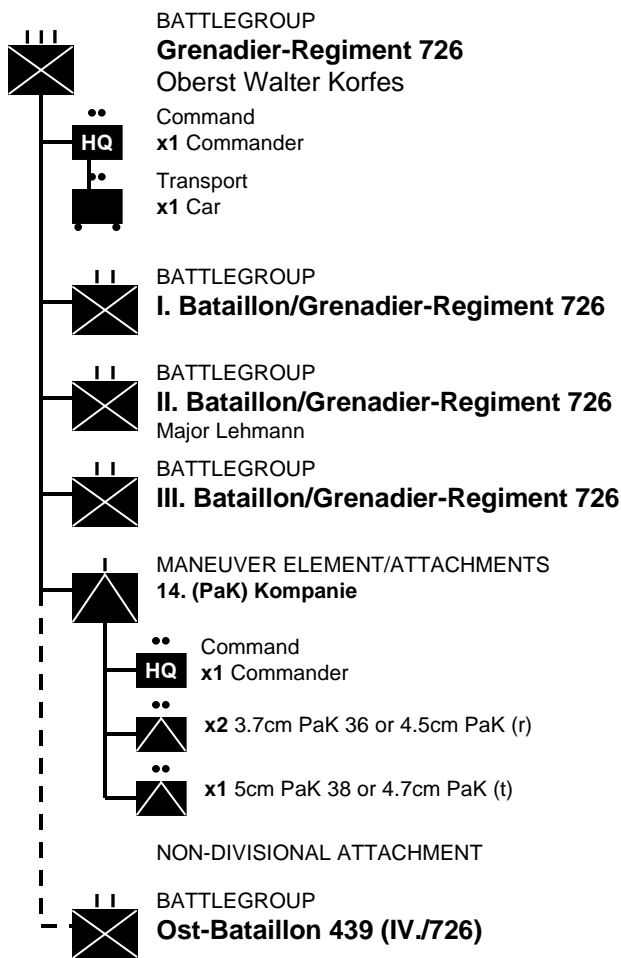 BATTLEGROUP
Grenadier-Regiment 726
Oberst Walter Korfes
Command
HQ x1 Commander
Transport
x1 Car
BATTLEGROUP
I. Bataillon/Grenadier-Regiment 726
BATTLEGROUP
II. Bataillon/Grenadier-Regiment 726
Major Lehmann
BATTLEGROUP
III. Bataillon/Grenadier-Regiment 726
MANEUVER ELEMENT/ATTACHMENTS
14. (PaK) Kompanie
Command
HQ x1 Commander
x2 3.7cm PaK 36 or 4.5cm PaK (r)
x1 5cm PaK 38 or 4.7cm PaK (t)
NON-DIVISIONAL ATTACHMENT
BATTLEGROUP
Ost-Bataillon 439 (IV./726)